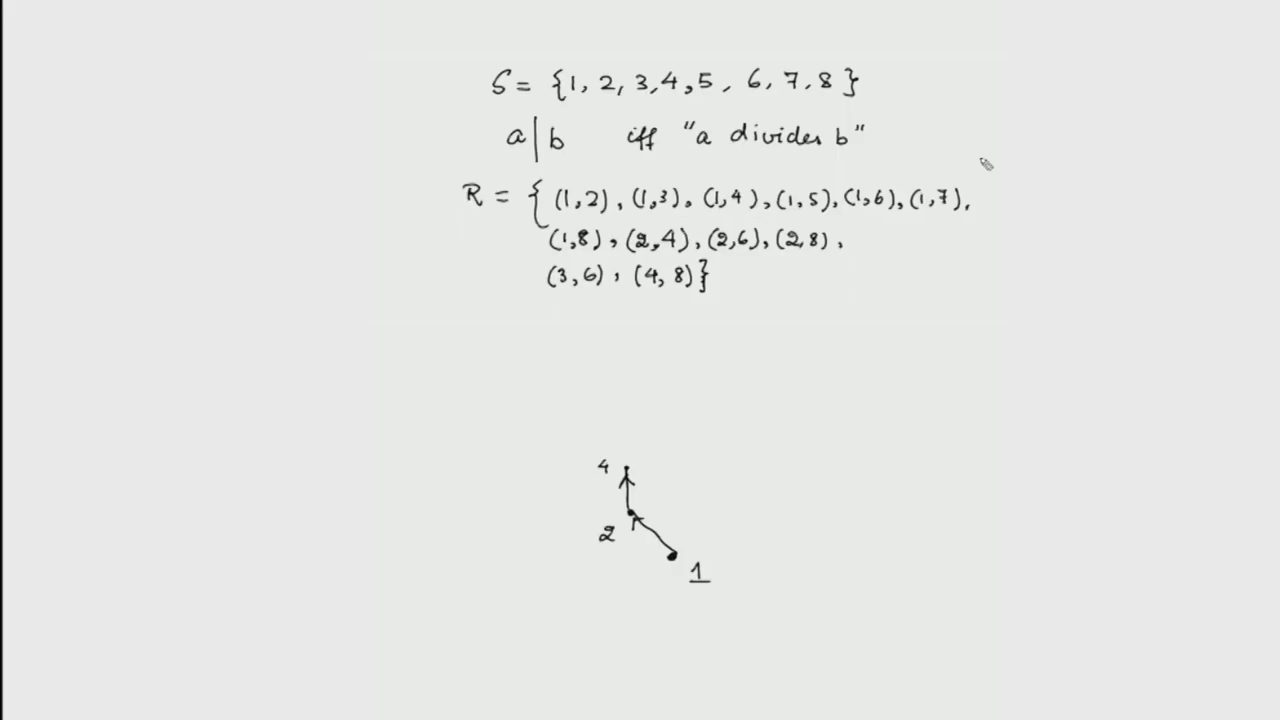 S = {1, 2, 3, 4, 5, 6, 7, 8}
a|b iff "a divides b"
R = { (1,2), (1,3), (1,4), (1,5), (1,6), (1,7),
(1,8), (2,4), (2,6), (2,8),
(3,6), (4,8)}
4
2
1